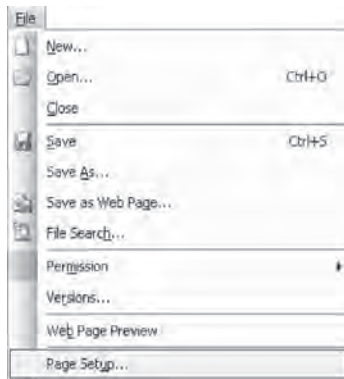 File
New...
Open... Ctrl+O
Close
Save Ctrl+S
Save As...
Save as Web Page...
File Search...
Permission
Versions...
Web Page Preview
Page Setup...